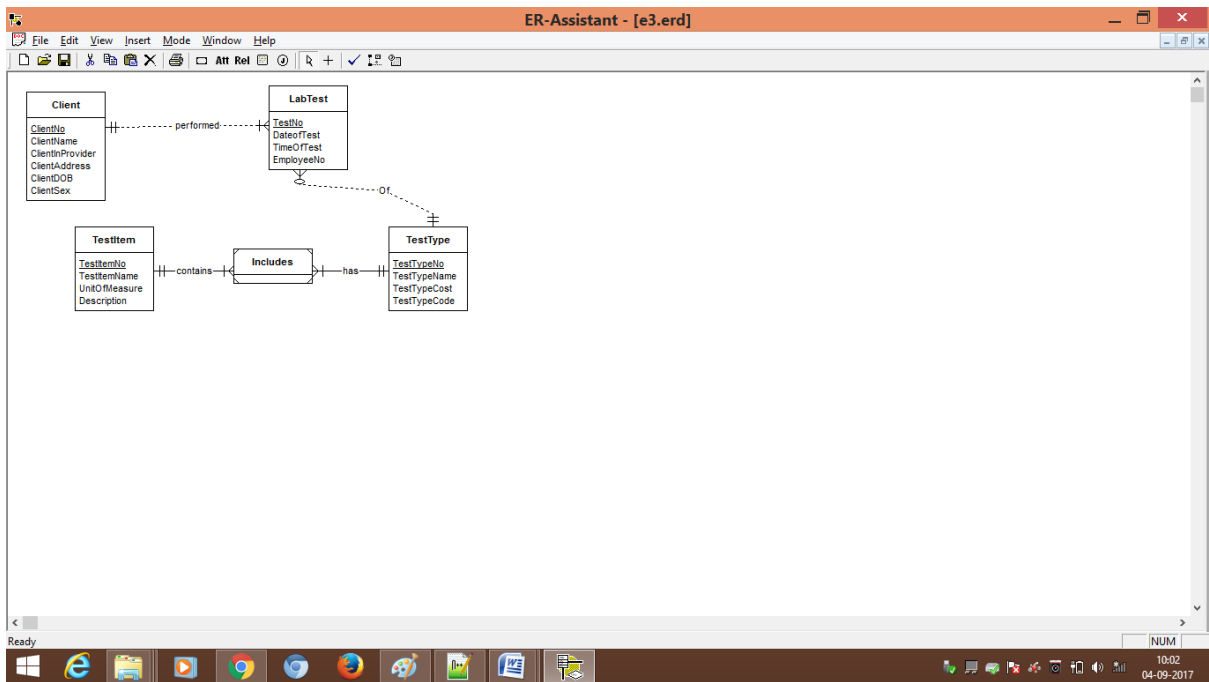 ER-Assistant - [e3.erd]
File Edit View Insert Mode Window Help
Att Rel
Client
ClientNo
ClientName
ClientInProvider
ClientAddress
ClientDOB
ClientSex
performed
LabTest
TestNo
DateofTest
TimeOfTest
EmployeeNo
Of
TestItem
TestItemNo
TestItemName
UnitOfMeasure
Description
contains
Includes
has
TestType
TestTypeNo
TestTypeName
TestTypeCost
TestTypeCode
Ready
NUM
10:02
04-09-2017